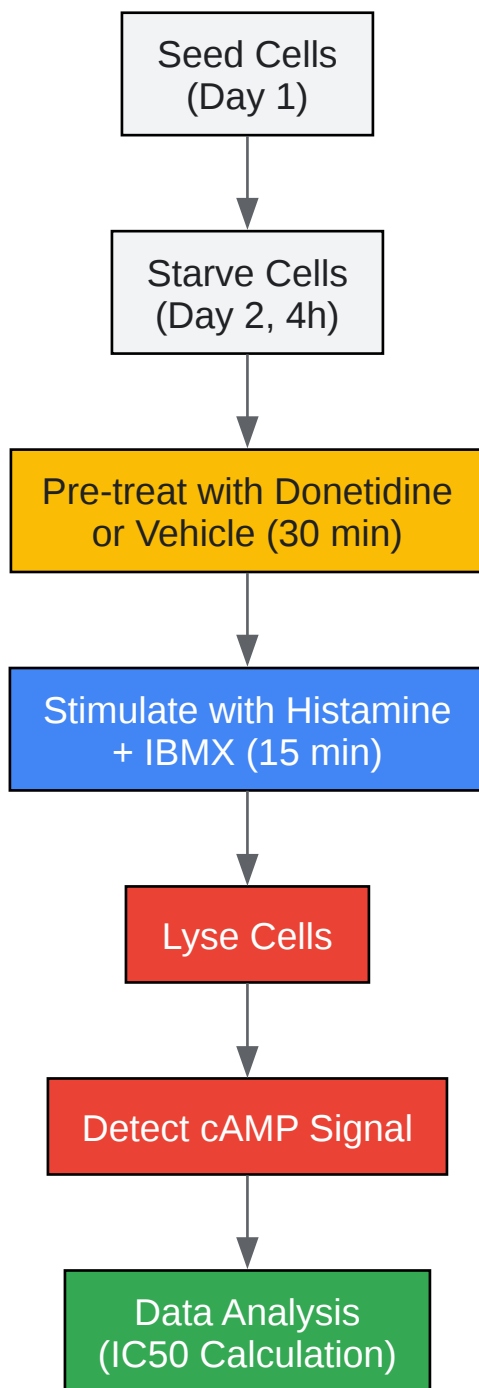 Seed Cells
(Day 1)
Starve Cells
(Day 2, 4h)
Pre-treat with Donetidine
or Vehicle (30 min)
Stimulate with Histamine
+ IBMX (15 min)
Lyse Cells
Detect cAMP Signal
Data Analysis
(IC50 Calculation)